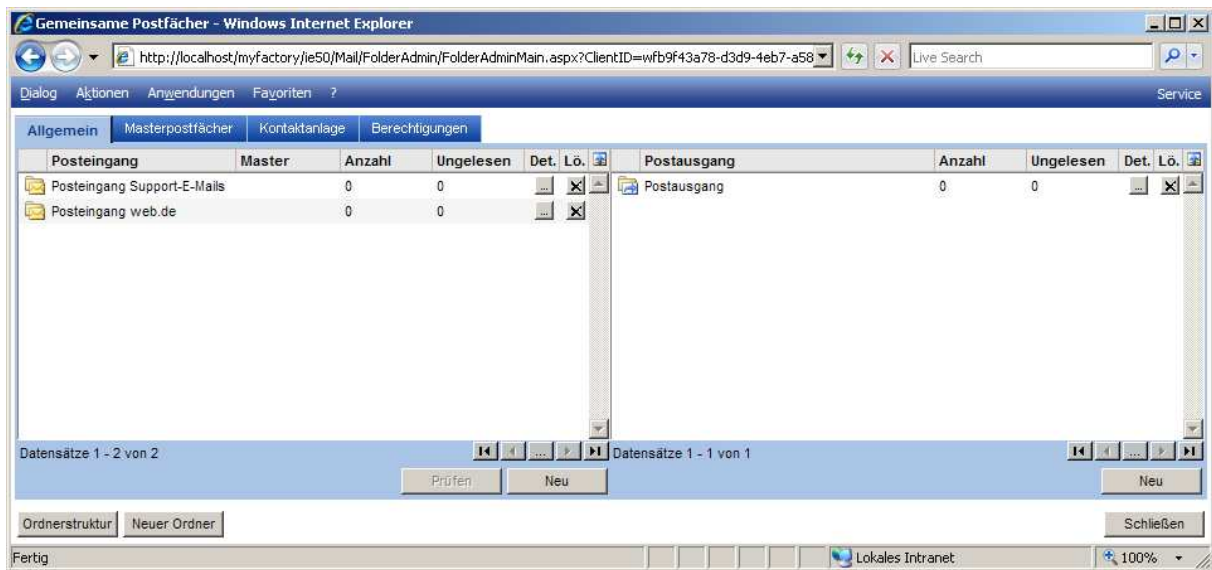 Gemeinsame Postfächer - Windows Internet Explorer
http://localhost/myfactory/ie50/Mail/FolderAdmin/FolderAdminMain.aspx?ClientID=wfb9f43a78-d3d9-4eb7-a58
Live Search
Dialog Aktionen Anwendungen Favoriten ? Service
Allgemein Masterpostfächer Kontaktanlage Berechtigungen
Posteingang Master Anzahl Ungelesen Det. Lö. Postausgang Anzahl Ungelesen Det. Lö.
Posteingang Support-E-Mails 0 0 ... Postausgang 0 0 ...
Posteingang web.de 0 0 ...
Datensätze 1 - 2 von 2 ... Datensätze 1 - 1 von 1 ...
Prüfen Neu Neu
Ordnerstruktur Neuer Ordner Schließen
Fertig Lokales Intranet 100%